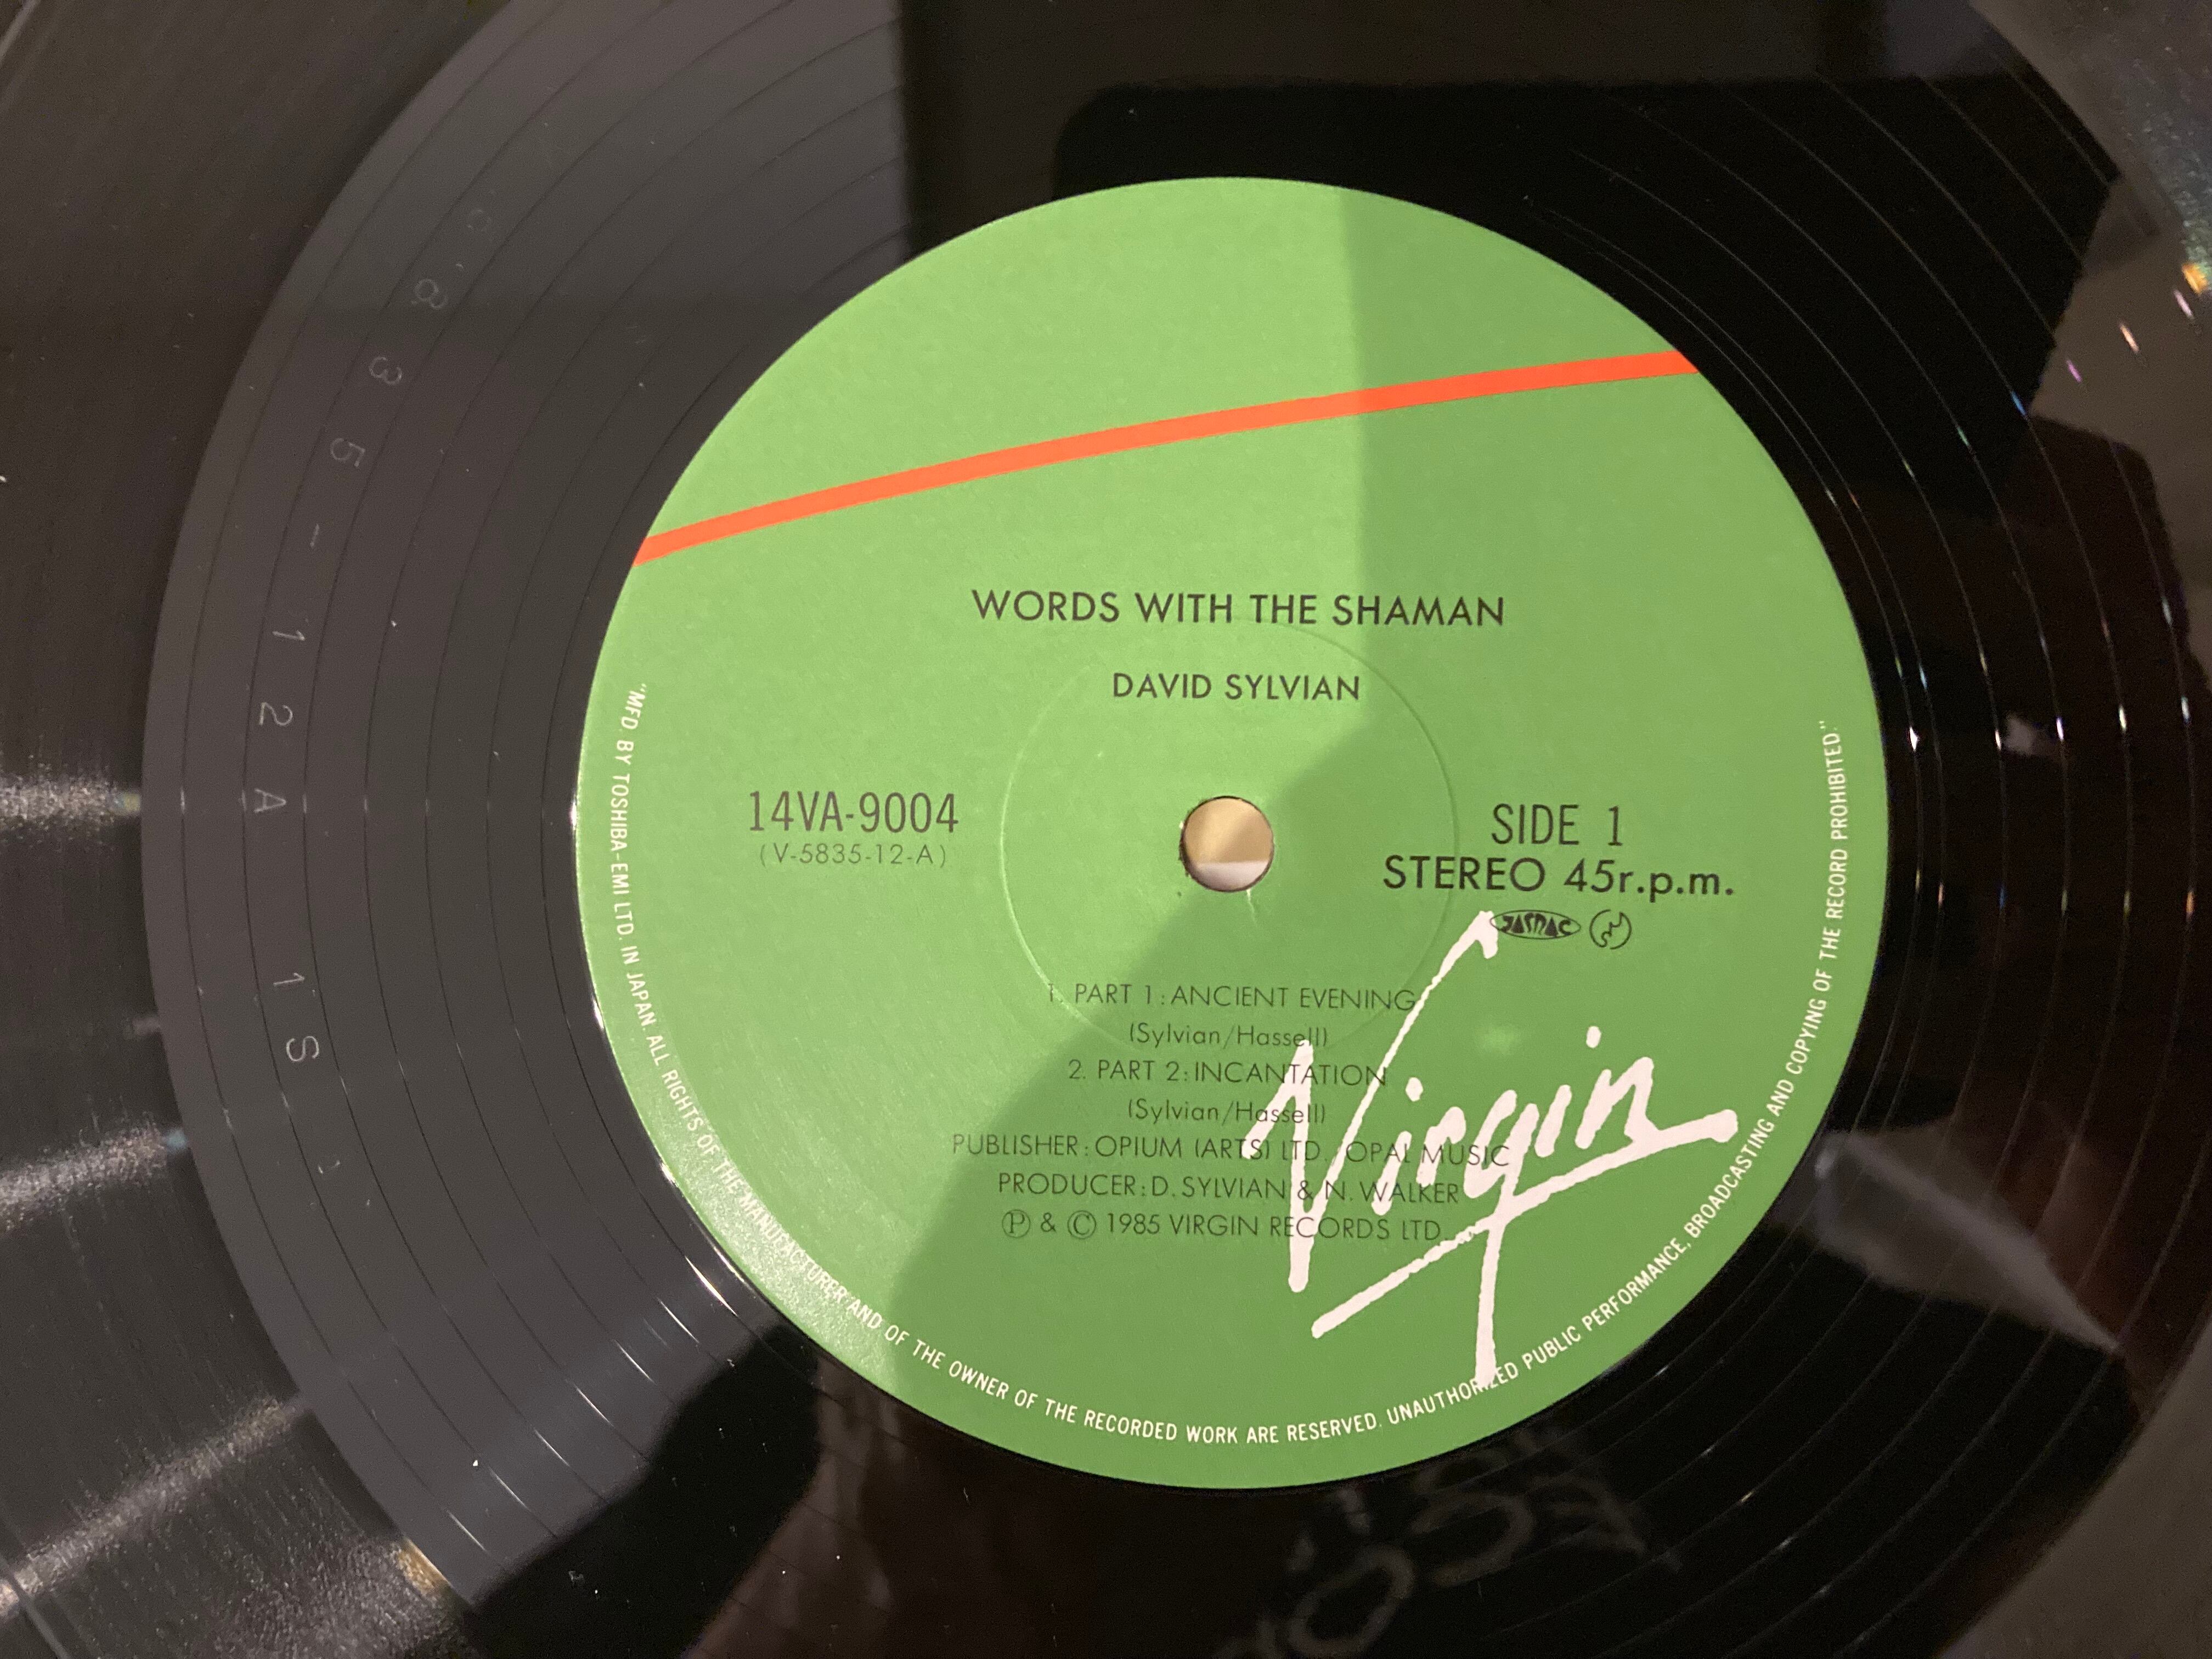 WORDS WITH THE SHAMAN
DAVID SYLVIAN
14VA-9004
(V-5835-12-A)
SIDE 1
STEREO 45r.p.m.
JASRAC
1. PART 1: ANCIENT EVENING
(Sylvian/Hassell)
2. PART 2: INCANTATION
(Sylvian/Hassell)
PUBLISHER: OPIUM (ARTS) LTD./OPAL MUSIC
PRODUCER: D. SYLVIAN & N. WALKER
Ⓟ & © 1985 VIRGIN RECORDS LTD.
Virgin
"MFD. BY TOSHIBA-EMI LTD. IN JAPAN. ALL RIGHTS OF THE MANUFACTURER AND OF THE OWNER OF THE RECORDED WORK ARE RESERVED. UNAUTHORIZED PUBLIC PERFORMANCE, BROADCASTING AND COPYING OF THE RECORD PROHIBITED."
835-12A 1S